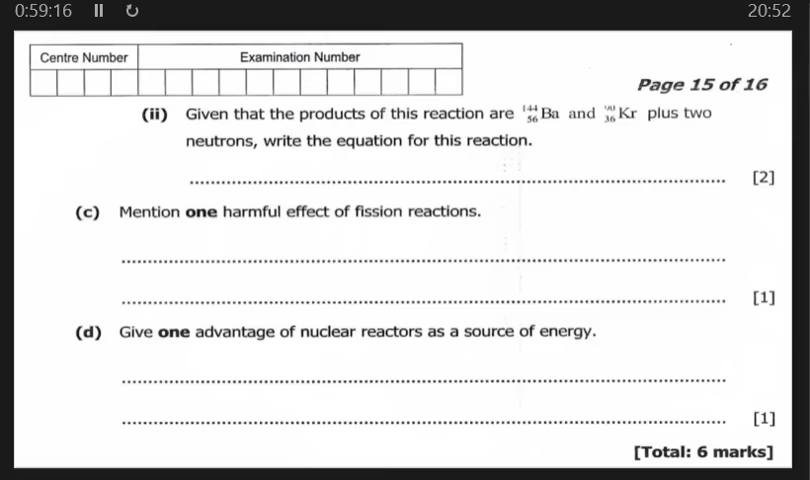 0:59:16
20:52
Centre Number Examination Number
Page 15 of 16
(ii) Given that the products of this reaction are ¹⁴⁴₅₆Ba and ⁹⁰₃₆Kr plus two
neutrons, write the equation for this reaction.
[2]
(c) Mention one harmful effect of fission reactions.
[1]
(d) Give one advantage of nuclear reactors as a source of energy.
[1]
[Total: 6 marks]